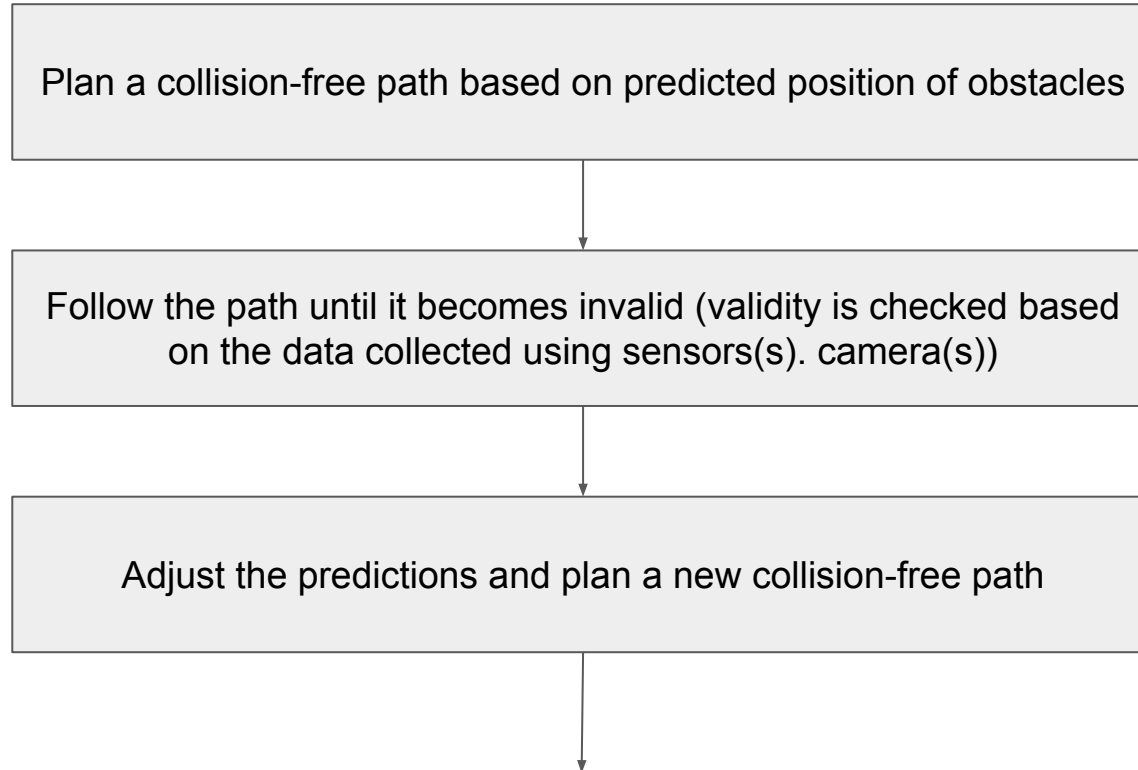 Plan a collision-free path based on predicted position of obstacles
Follow the path until it becomes invalid (validity is checked based
on the data collected using sensors(s). camera(s))
Adjust the predictions and plan a new collision-free path